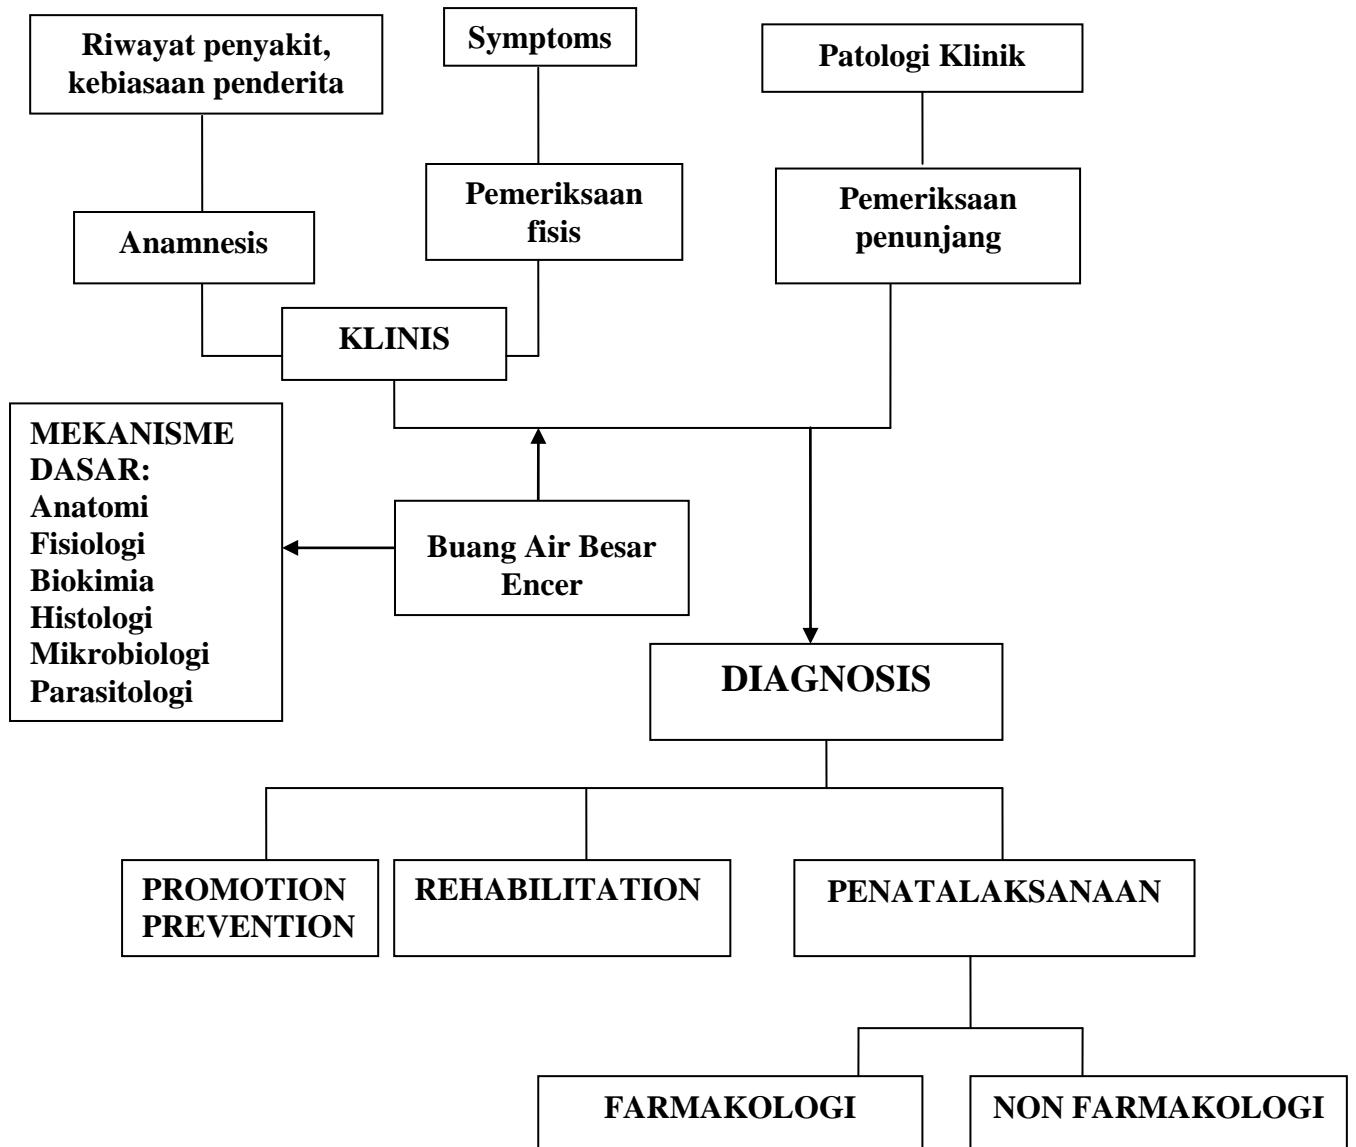 Riwayat penyakit,
kebiasaan penderita
Symptoms
Patologi Klinik
Anamnesis
Pemeriksaan
fisis
Pemeriksaan
penunjang
KLINIS
MEKANISME
DASAR:
Anatomi
Fisiologi
Biokimia
Histologi
Mikrobiologi
Parasitologi
Buang Air Besar
Encer
DIAGNOSIS
PROMOTION
PREVENTION
REHABILITATION
PENATALAKSANAAN
FARMAKOLOGI
NON FARMAKOLOGI